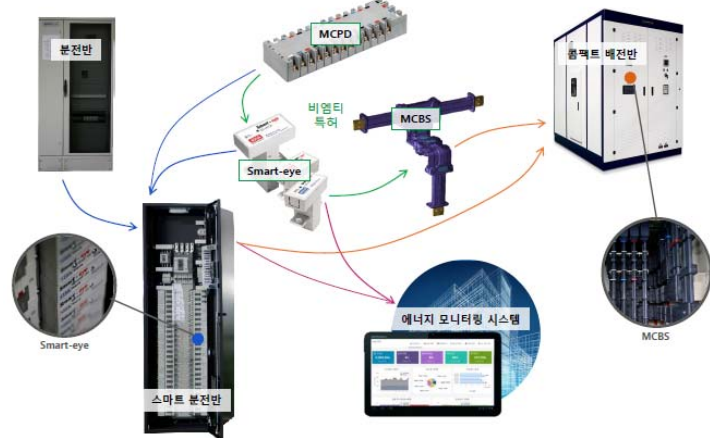 분전반
MCPD
콤팩트 배전반
비엠티
특허
MCBS
Smart-eye
Smart-eye
에너지 모니터링 시스템
MCBS
스마트 분전반